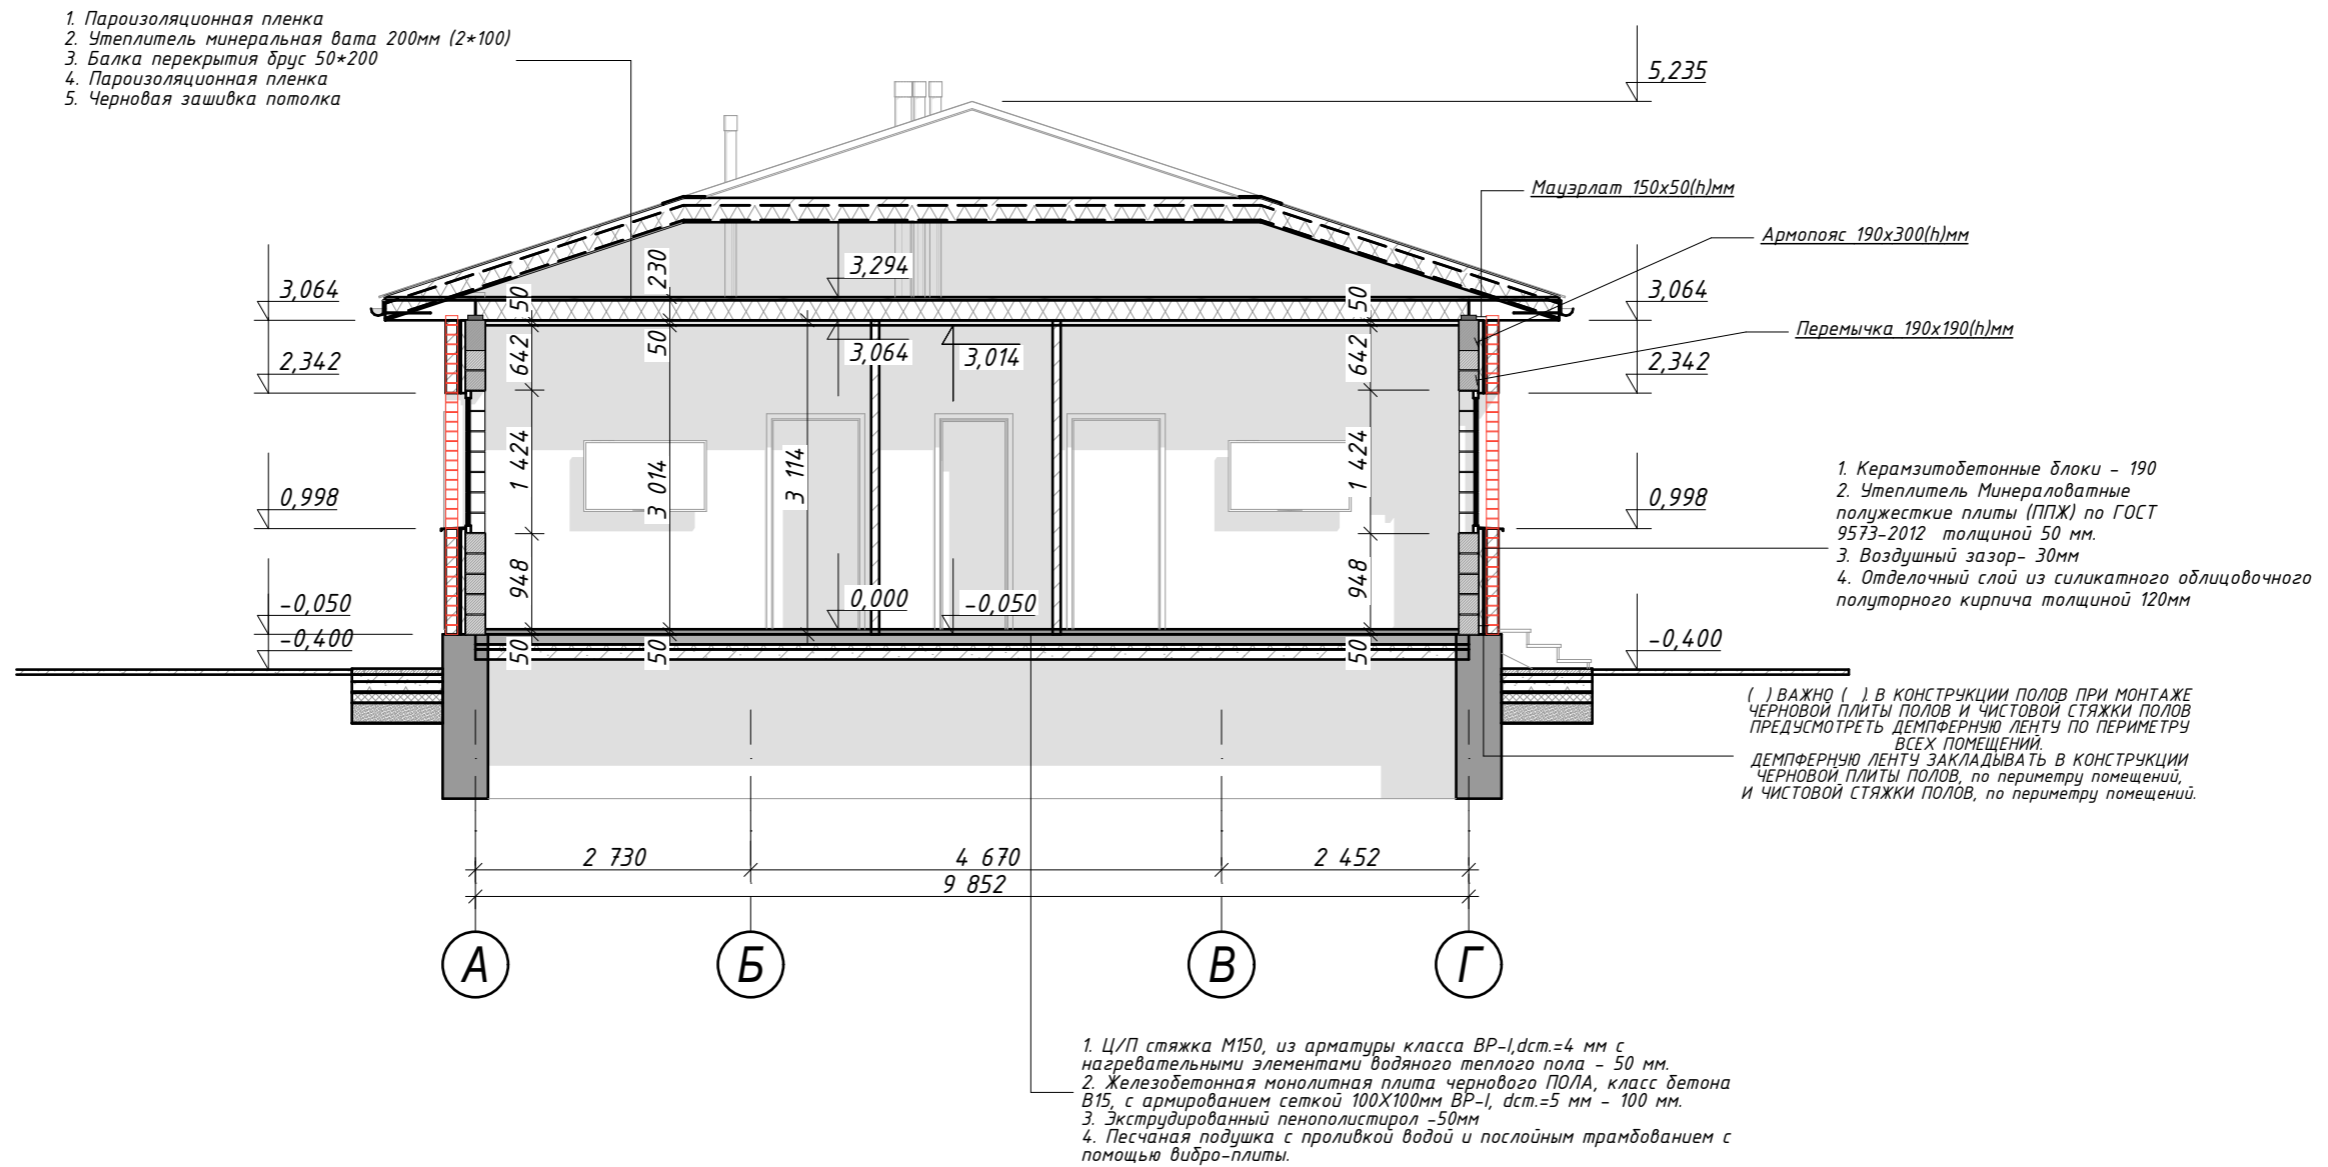 1. Пароизоляционная пленка
2. Утеплитель минеральная вата 200мм (2*100)
3. Балка перекрытия брус 50*200
4. Пароизоляционная пленка
5. Черновая зашивка потолка
5,235
Мауэрлат 150х50(h)мм
Армопояс 190х300(h)мм
Перемычка 190х190(h)мм
3,064
2,342
0,998
-0,050
-0,400
50
642
1 424
948
50
230
50
3 014
50
3 114
3,294
3,064
3,014
0,000
-0,050
50
642
1 424
948
50
3,064
2,342
0,998
-0,400
1. Керамзитобетонные блоки - 190
2. Утеплитель Минераловатные
полужесткие плиты (ППЖ) по ГОСТ
9573-2012 толщиной 50 мм.
3. Воздушный зазор- 30мм
4. Отделочный слой из силикатного облицовочного
полуторного кирпича толщиной 120мм
( ) ВАЖНО ( ). В КОНСТРУКЦИИ ПОЛОВ ПРИ МОНТАЖЕ
ЧЕРНОВОЙ ПЛИТЫ ПОЛОВ И ЧИСТОВОЙ СТЯЖКИ ПОЛОВ
ПРЕДУСМОТРЕТЬ ДЕМПФЕРНУЮ ЛЕНТУ ПО ПЕРИМЕТРУ
ВСЕХ ПОМЕЩЕНИЙ.
ДЕМПФЕРНУЮ ЛЕНТУ ЗАКЛАДЫВАТЬ В КОНСТРУКЦИИ
ЧЕРНОВОЙ ПЛИТЫ ПОЛОВ, по периметру помещений,
И ЧИСТОВОЙ СТЯЖКИ ПОЛОВ, по периметру помещений.
2 730
4 670
2 452
9 852
А
Б
В
Г
1. Ц/П стяжка М150, из арматуры класса ВР-I,dст.=4 мм с
нагревательными элементами водяного теплого пола - 50 мм.
2. Железобетонная монолитная плита чернового ПОЛА, класс бетона
В15, с армированием сеткой 100Х100мм ВР-I, dст.=5 мм - 100 мм.
3. Экструдированный пенополистирол -50мм
4. Песчаная подушка с проливкой водой и послойным трамбованием с
помощью вибро-плиты.